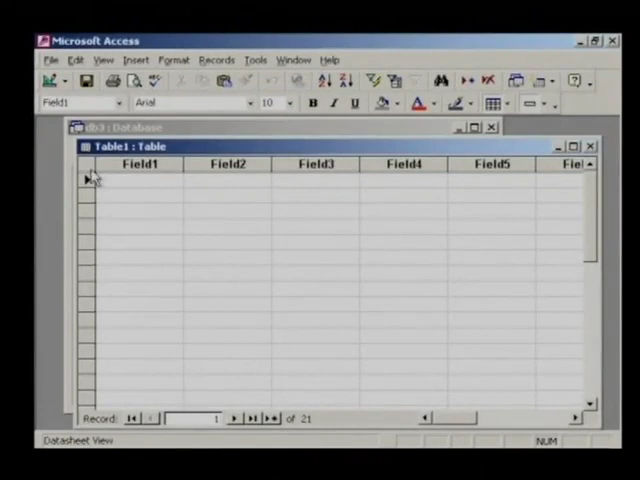 Microsoft Access
File Edit View Insert Format Records Tools Window Help
Field1 Arial 10 B I U A
db3 : Database
Table1 : Table
Field1 Field2 Field3 Field4 Field5 Fiel
Record: 1 of 21
Datasheet View NUM